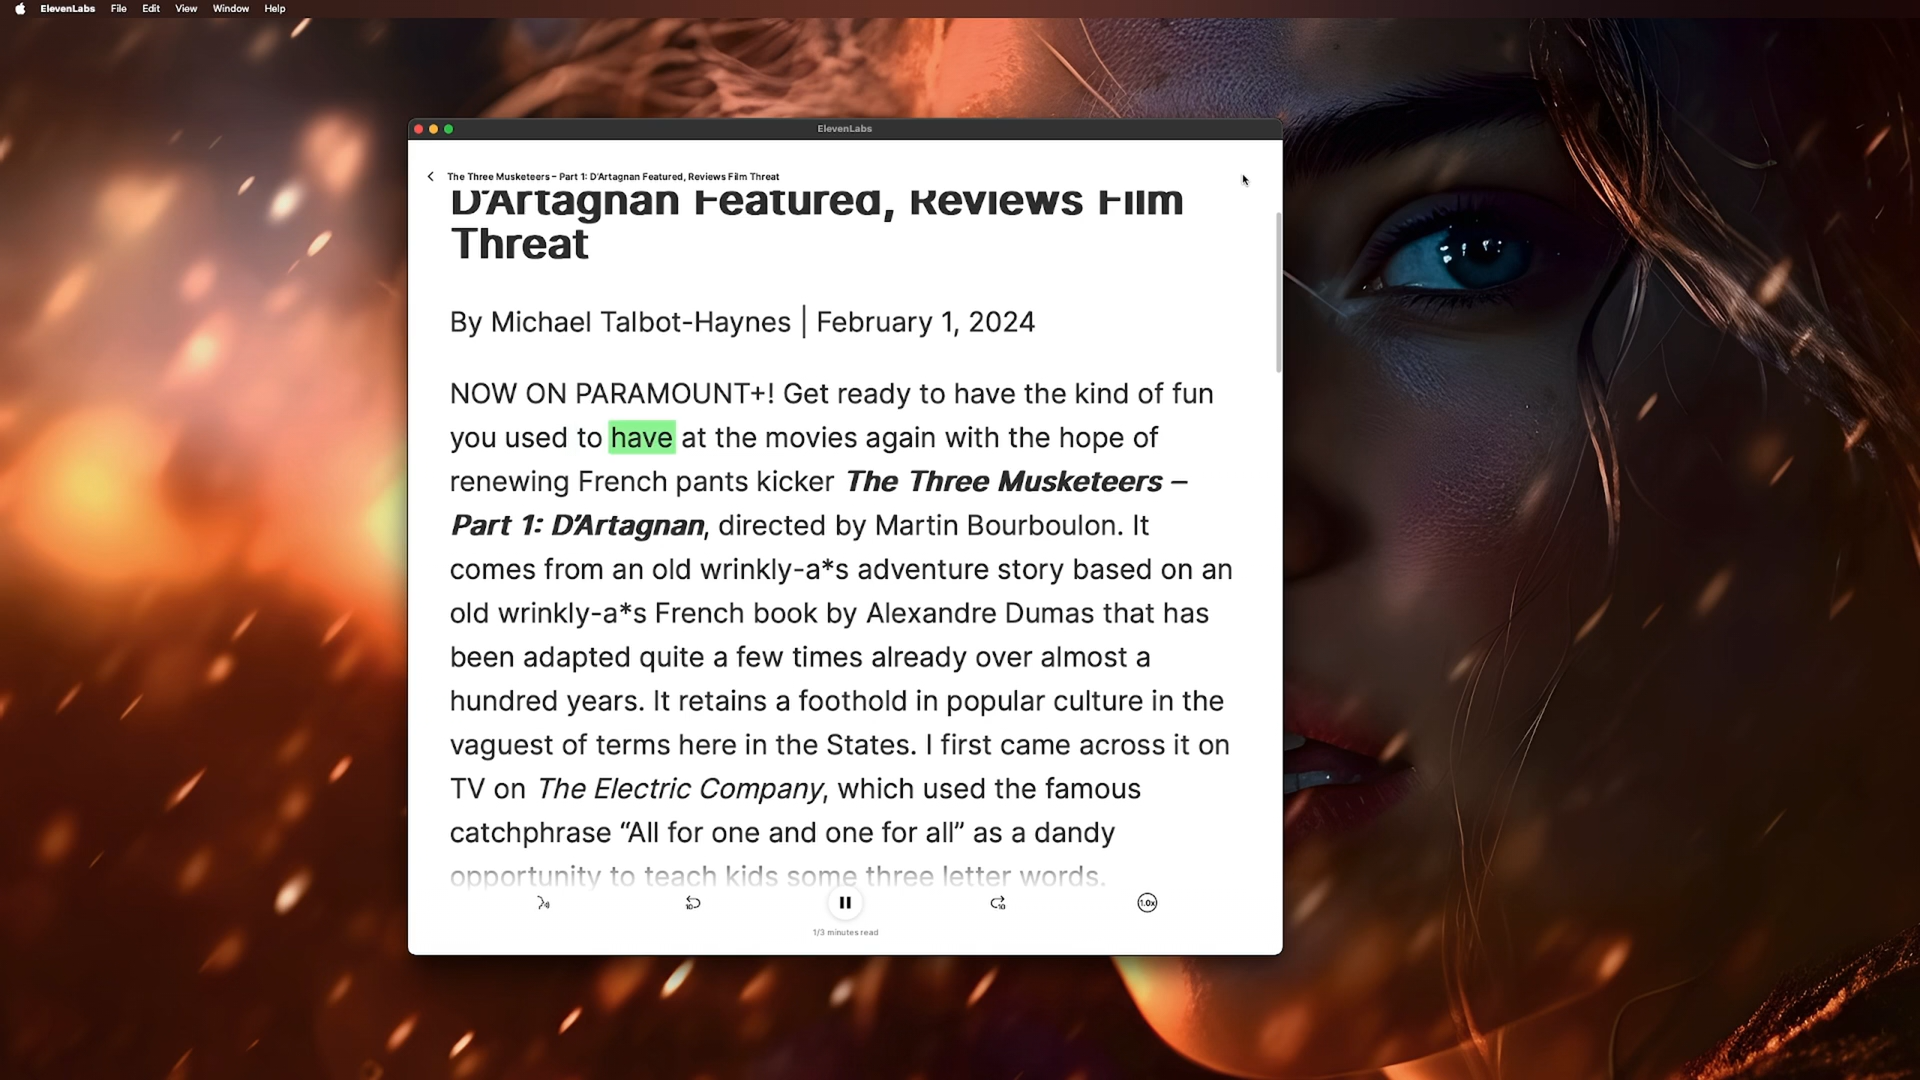 ElevenLabs File Edit View Window Help
ElevenLabs
The Three Musketeers – Part 1: D'Artagnan Featured, Reviews Film Threat
D'Artagnan Featured, Reviews Film
Threat
By Michael Talbot-Haynes | February 1, 2024
NOW ON PARAMOUNT+! Get ready to have the kind of fun
you used to have at the movies again with the hope of
renewing French pants kicker The Three Musketeers –
Part 1: D'Artagnan, directed by Martin Bourboulon. It
comes from an old wrinkly-a*s adventure story based on an
old wrinkly-a*s French book by Alexandre Dumas that has
been adapted quite a few times already over almost a
hundred years. It retains a foothold in popular culture in the
vaguest of terms here in the States. I first came across it on
TV on The Electric Company, which used the famous
catchphrase “All for one and one for all” as a dandy
opportunity to teach kids some three letter words.
10 10 1.0x
1/3 minutes read